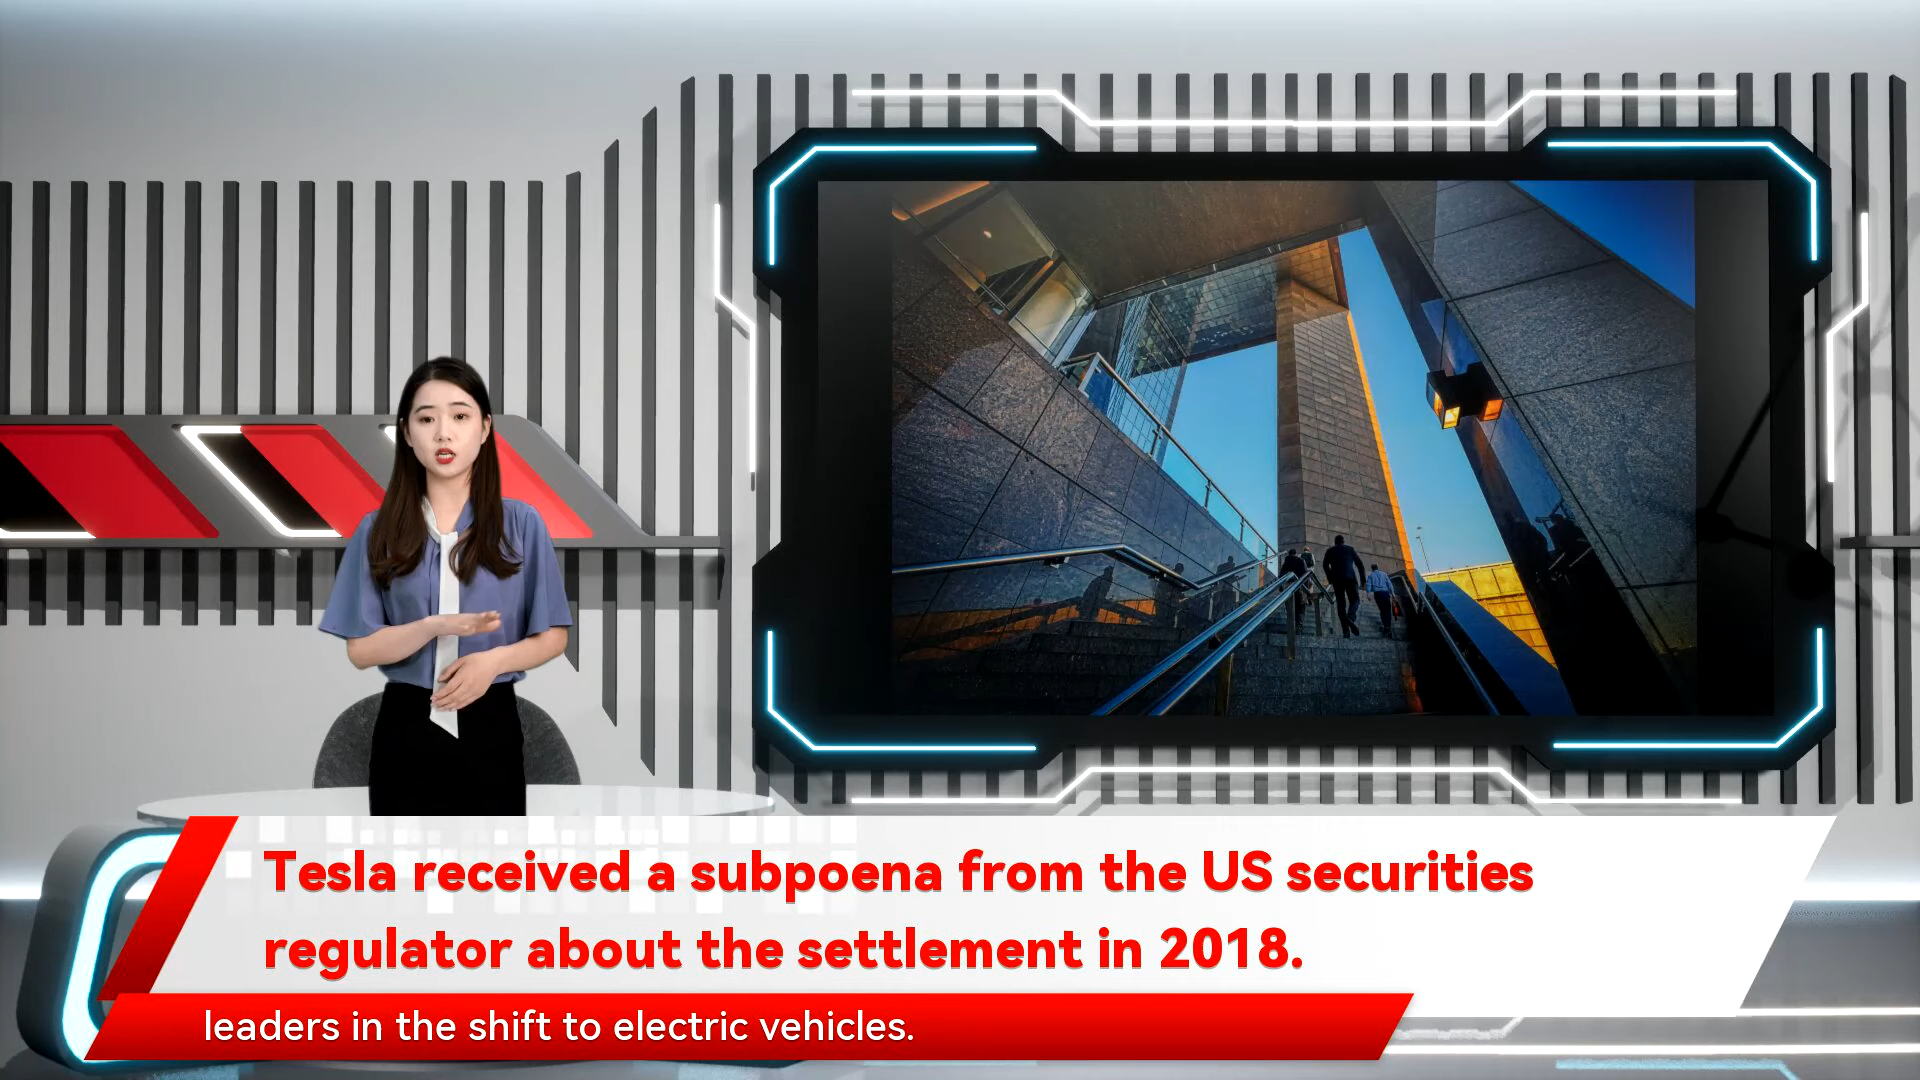 Tesla received a subpoena from the US securities
regulator about the settlement in 2018.
leaders in the shift to electric vehicles.